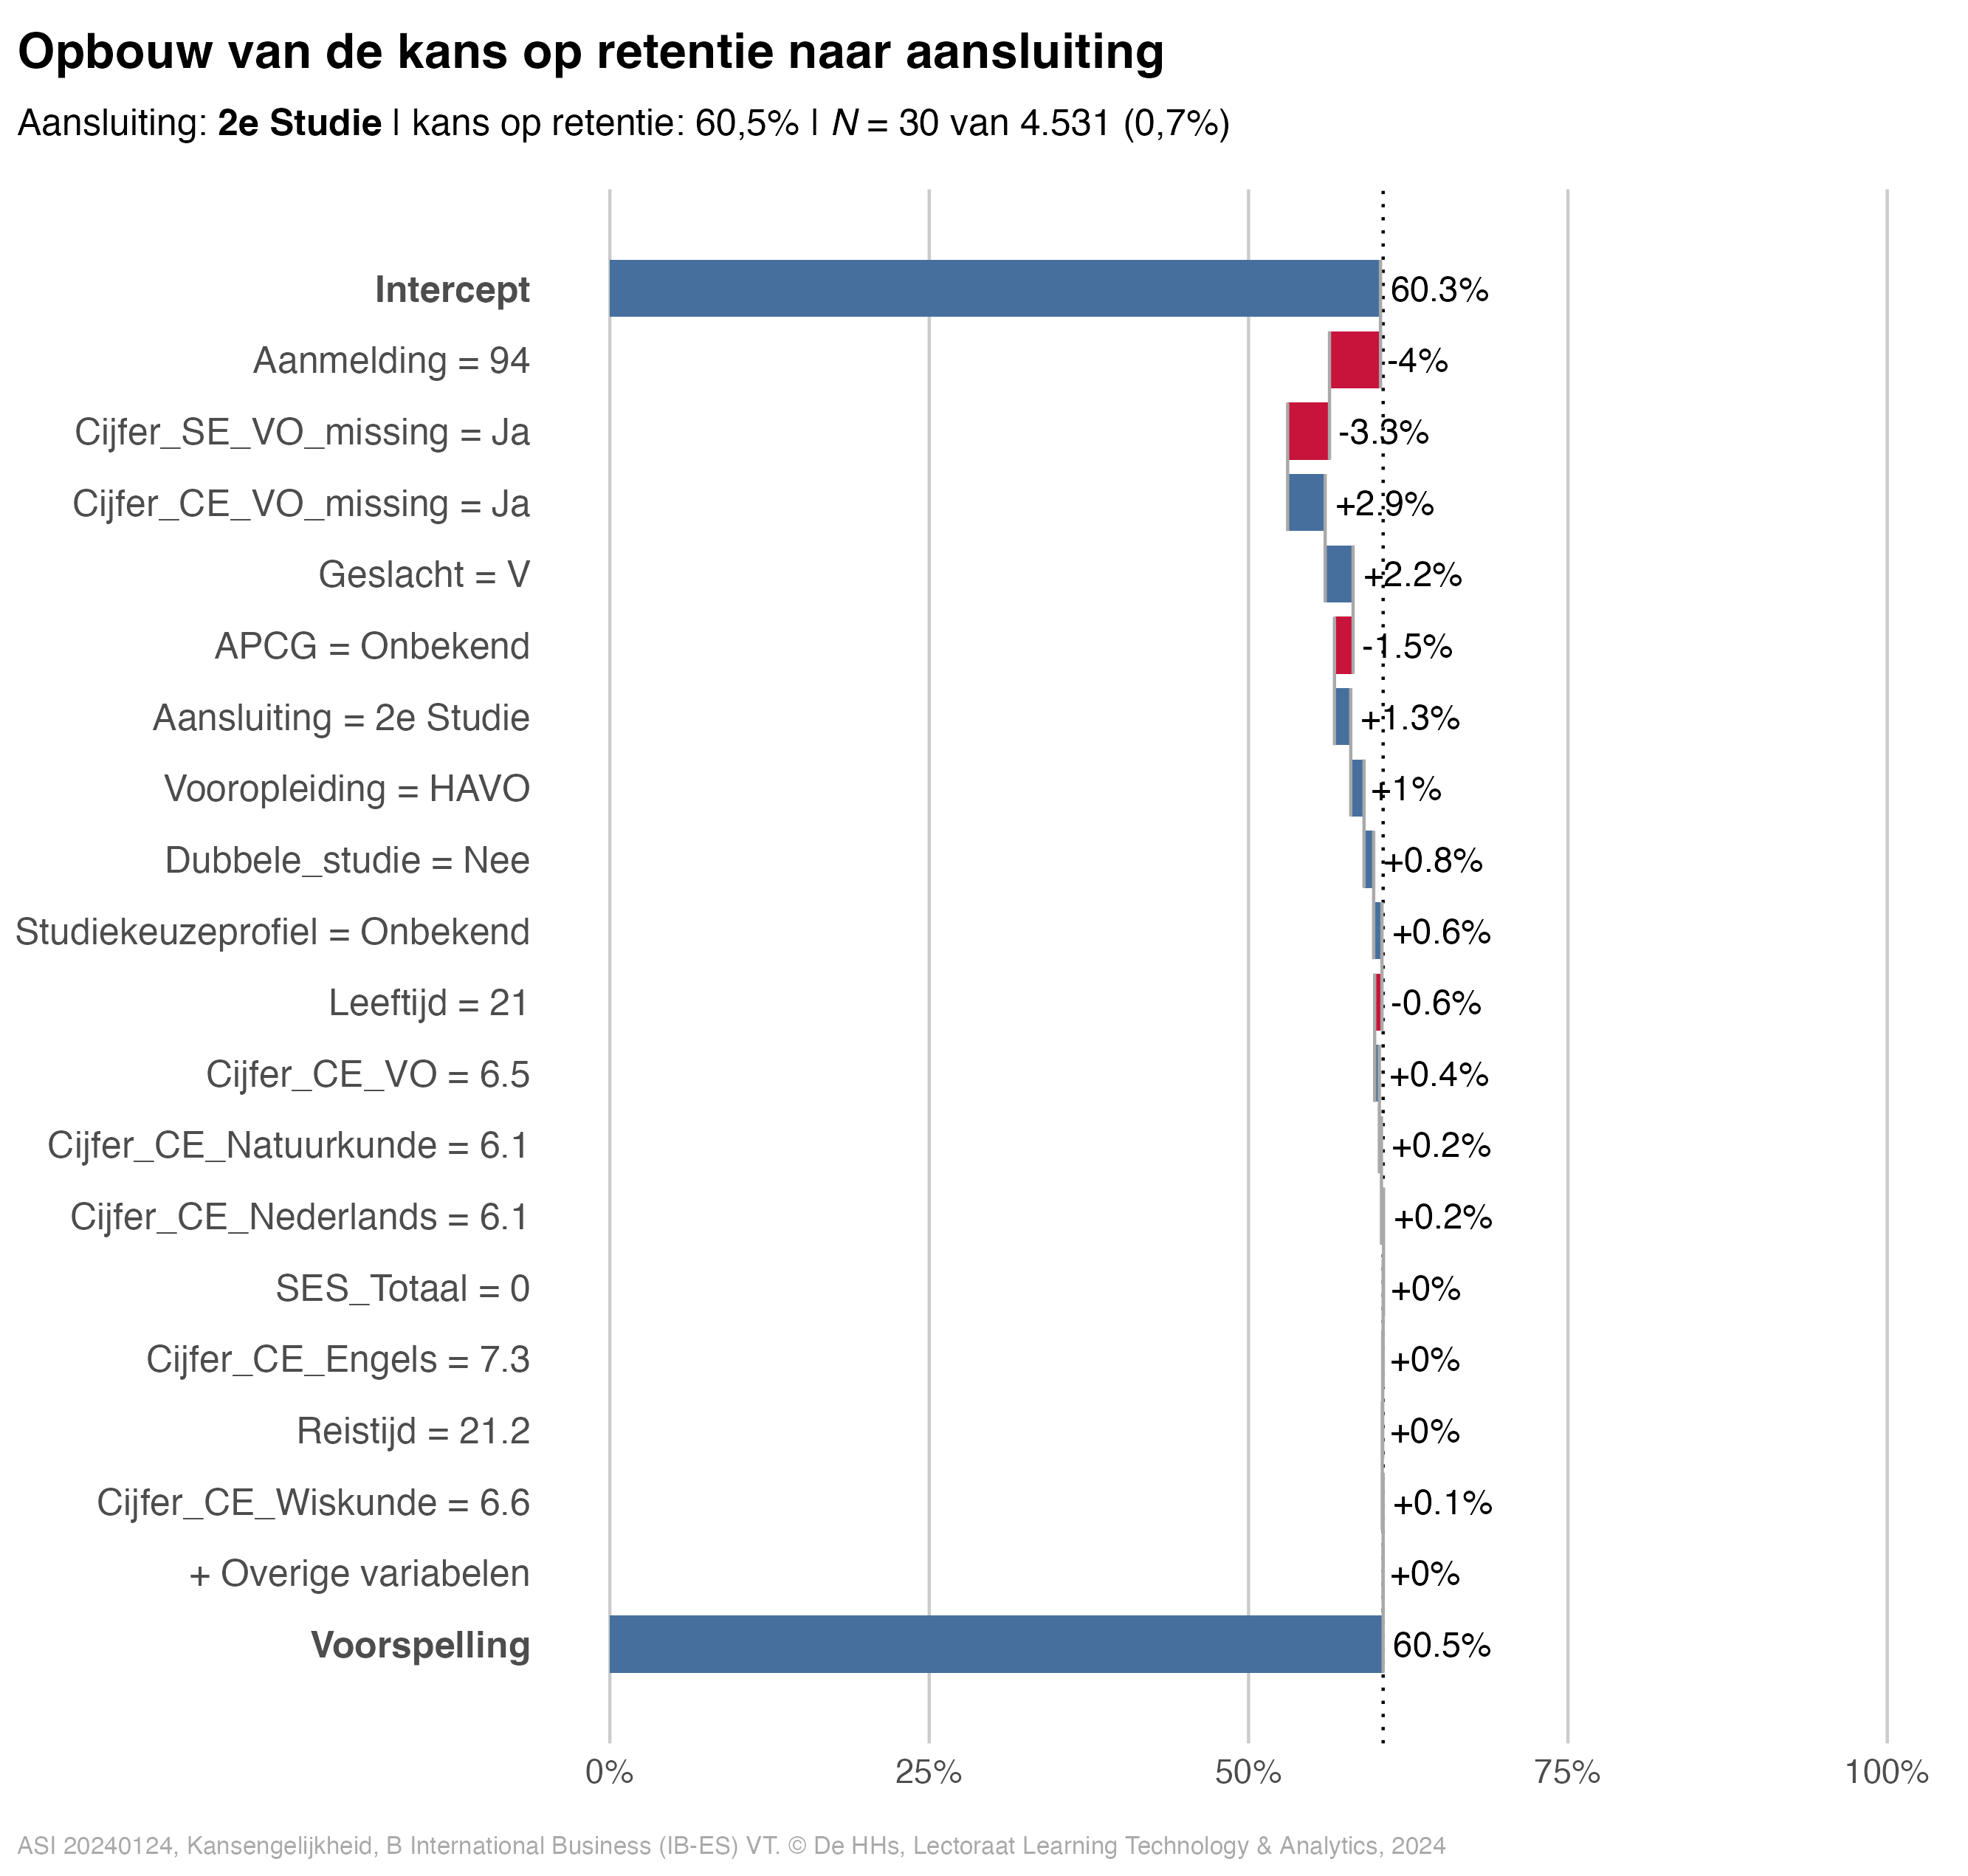 Opbouw van de kans op retentie naar aansluiting
Aansluiting: 2e Studie | kans op retentie: 60,5% | N = 30 van 4.531 (0,7%)
Intercept 60.3%
Aanmelding = 94 -4%
Cijfer_SE_VO_missing = Ja -3.3%
Cijfer_CE_VO_missing = Ja +2.9%
Geslacht = V +2.2%
APCG = Onbekend -1.5%
Aansluiting = 2e Studie +1.3%
Vooropleiding = HAVO +1%
Dubbele_studie = Nee +0.8%
Studiekeuzeprofiel = Onbekend +0.6%
Leeftijd = 21 -0.6%
Cijfer_CE_VO = 6.5 +0.4%
Cijfer_CE_Natuurkunde = 6.1 +0.2%
Cijfer_CE_Nederlands = 6.1 +0.2%
SES_Totaal = 0 +0%
Cijfer_CE_Engels = 7.3 +0%
Reistijd = 21.2 +0%
Cijfer_CE_Wiskunde = 6.6 +0.1%
+ Overige variabelen +0%
Voorspelling 60.5%
0% 25% 50% 75% 100%
ASI 20240124, Kansengelijkheid, B International Business (IB-ES) VT. © De HHs, Lectoraat Learning Technology & Analytics, 2024